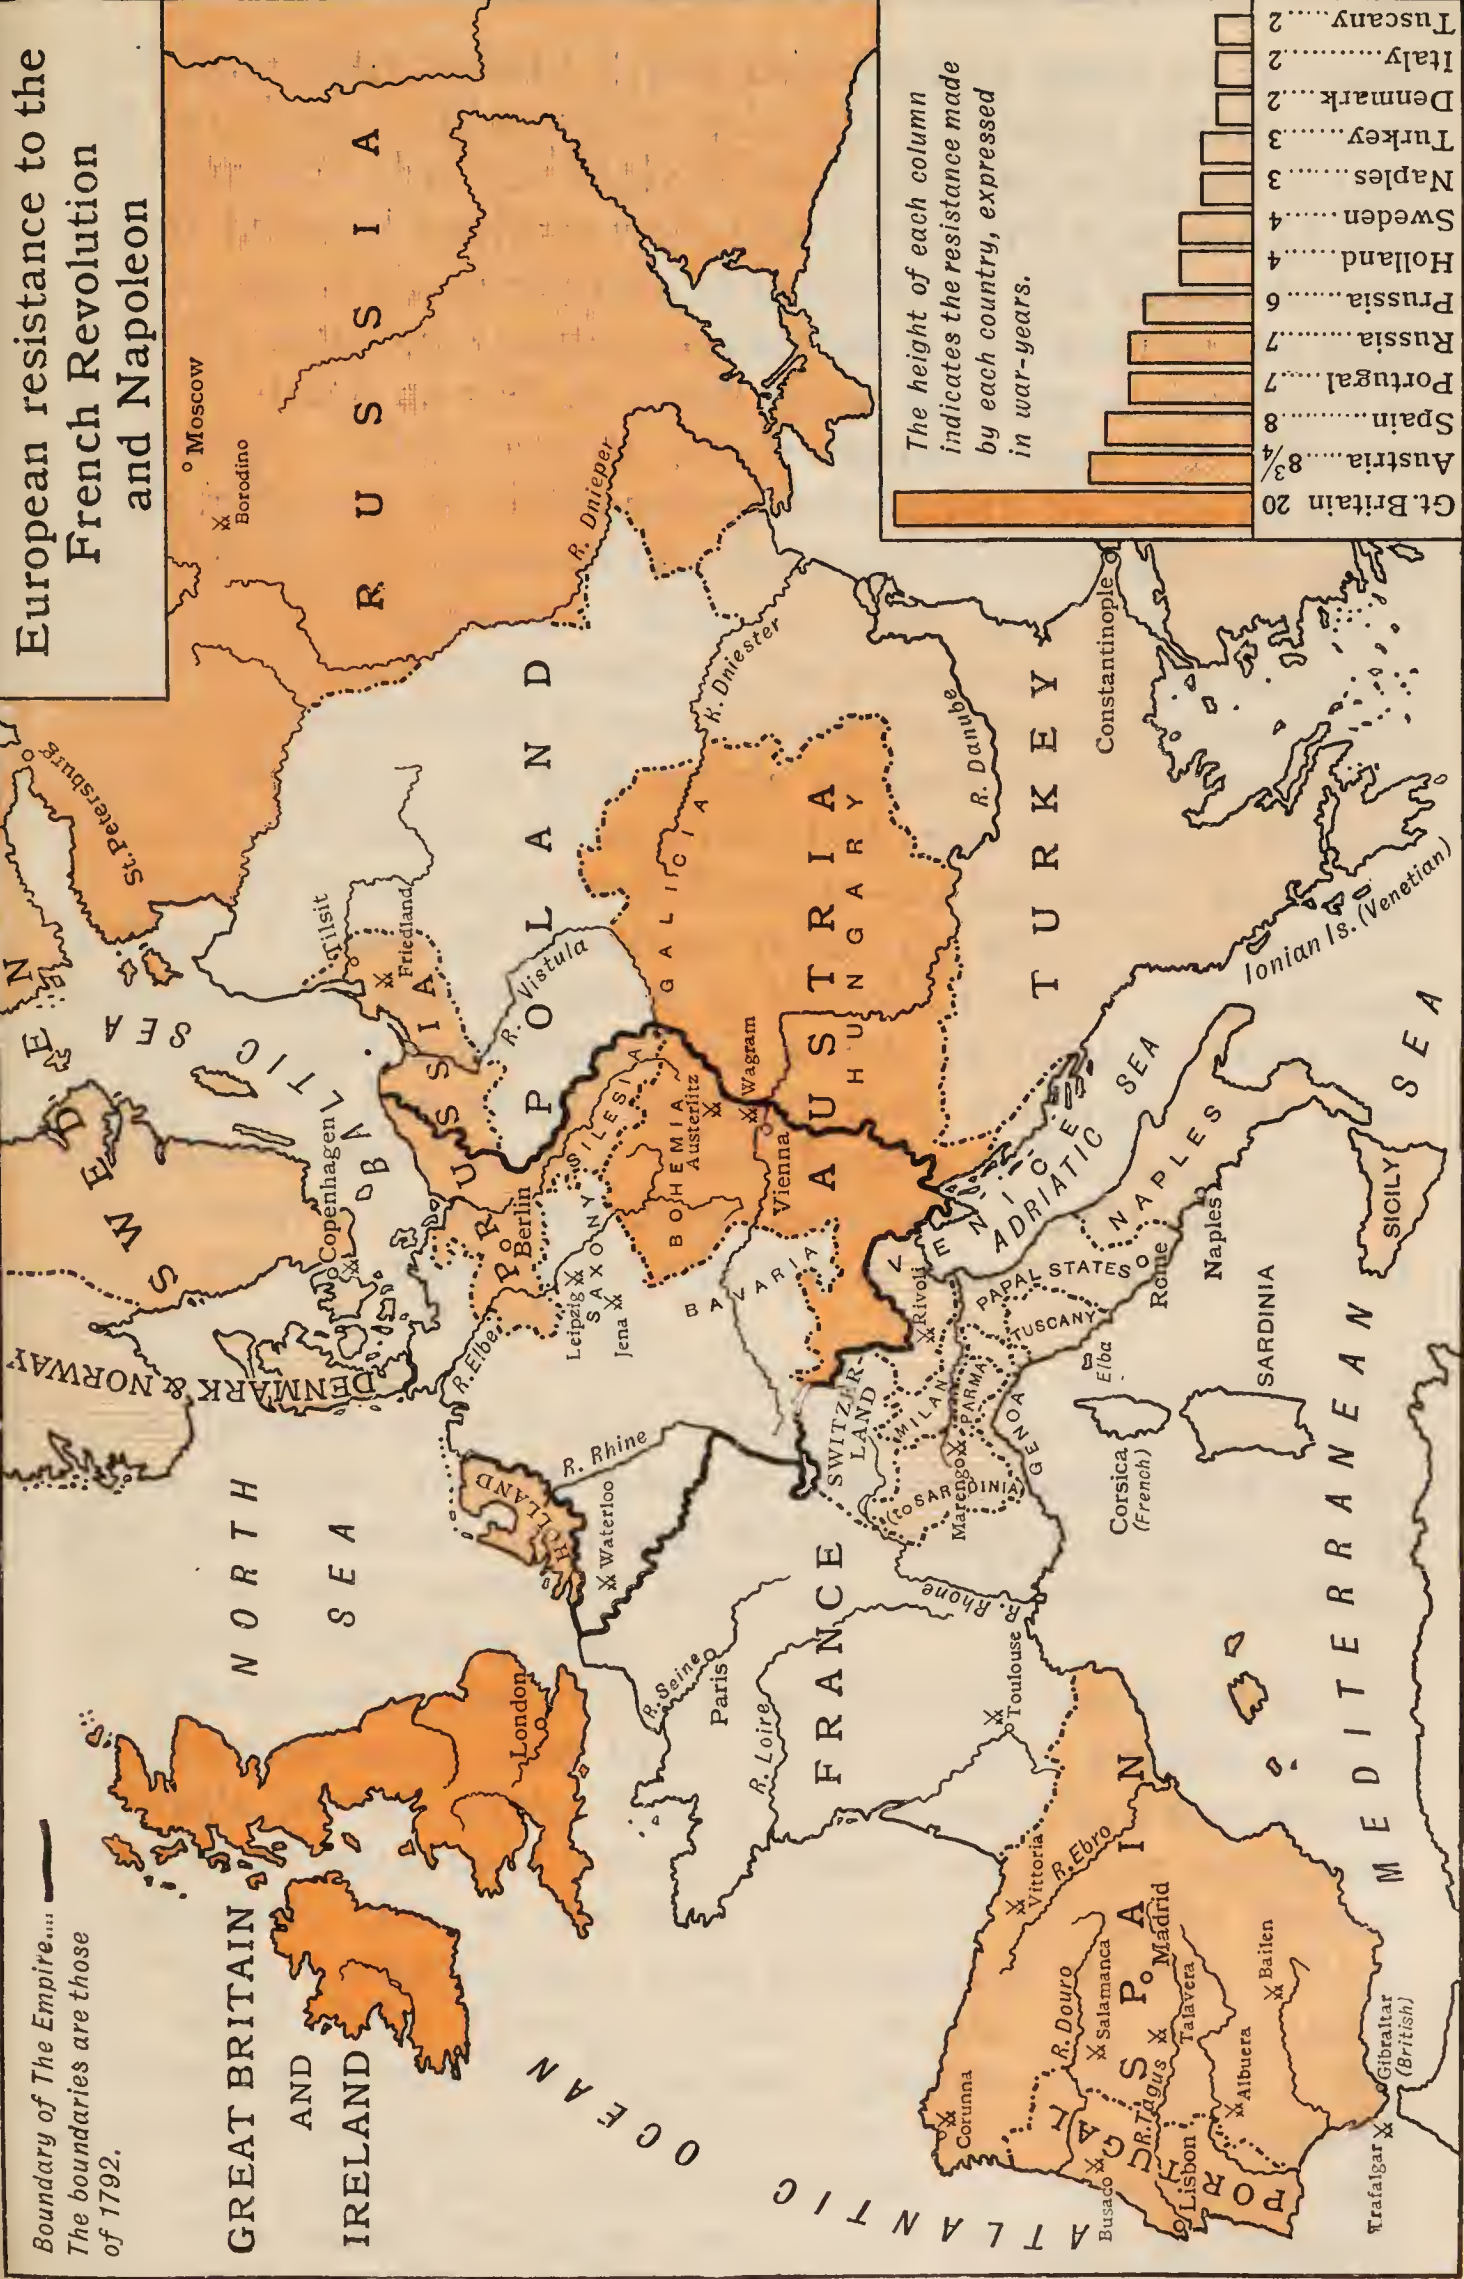 European resistance to the
French Revolution
and Napoleon
Boundary of The Empire....
The boundaries are those
of 1792.
GREAT BRITAIN
AND
IRELAND
London
NORTH
SEA
ATLANTIC OCEAN
DENMARK & NORWAY
SWEDEN
BALTIC SEA
Copenhagen
St. Petersburg
Moscow
Borodino
RUSSIA
R. Dnieper
Tilsit
Friedland
PRUSSIA
Berlin
POLAND
R. Vistula
R. Elbe
Leipzig
SAXONY
Jena
SILESIA
BOHEMIA
Austerlitz
Wagram
Vienna
GALICIA
AUSTRIA
HUNGARY
K. Dniester
R. Danube
BAVARIA
HOLLAND
R. Rhine
Waterloo
R. Seine
Paris
R. Loire
FRANCE
R. Rhone
Toulouse
SWITZER-
LAND
MILAN
PARMA
Marengo
(to SARDINIA)
GENOA
Rivoli
VENICE
ADRIATIC SEA
PAPAL STATES
TUSCANY
Elba
Rome
NAPLES
Naples
SICILY
SARDINIA
Corsica
(French)
TURKEY
Constantinople
Ionian Is. (Venetian)
MEDITERRANEAN SEA
SPAIN
Vittoria
R. Ebro
R. Douro
Salamanca
Madrid
Talavera
R. Tagus
Bailen
Albuera
Corunna
PORTUGAL
Busaco
Lisbon
Gibraltar
(British)
Trafalgar
The height of each column
indicates the resistance made
by each country, expressed
in war-years.
Gt. Britain 20
Austria.....8¾
Spain...........8
Portugal.....7
Russia.........7
Prussia.......6
Holland......4
Sweden.......4
Naples.......3
Turkey........3
Denmark....2
Italy............2
Tuscany.....2